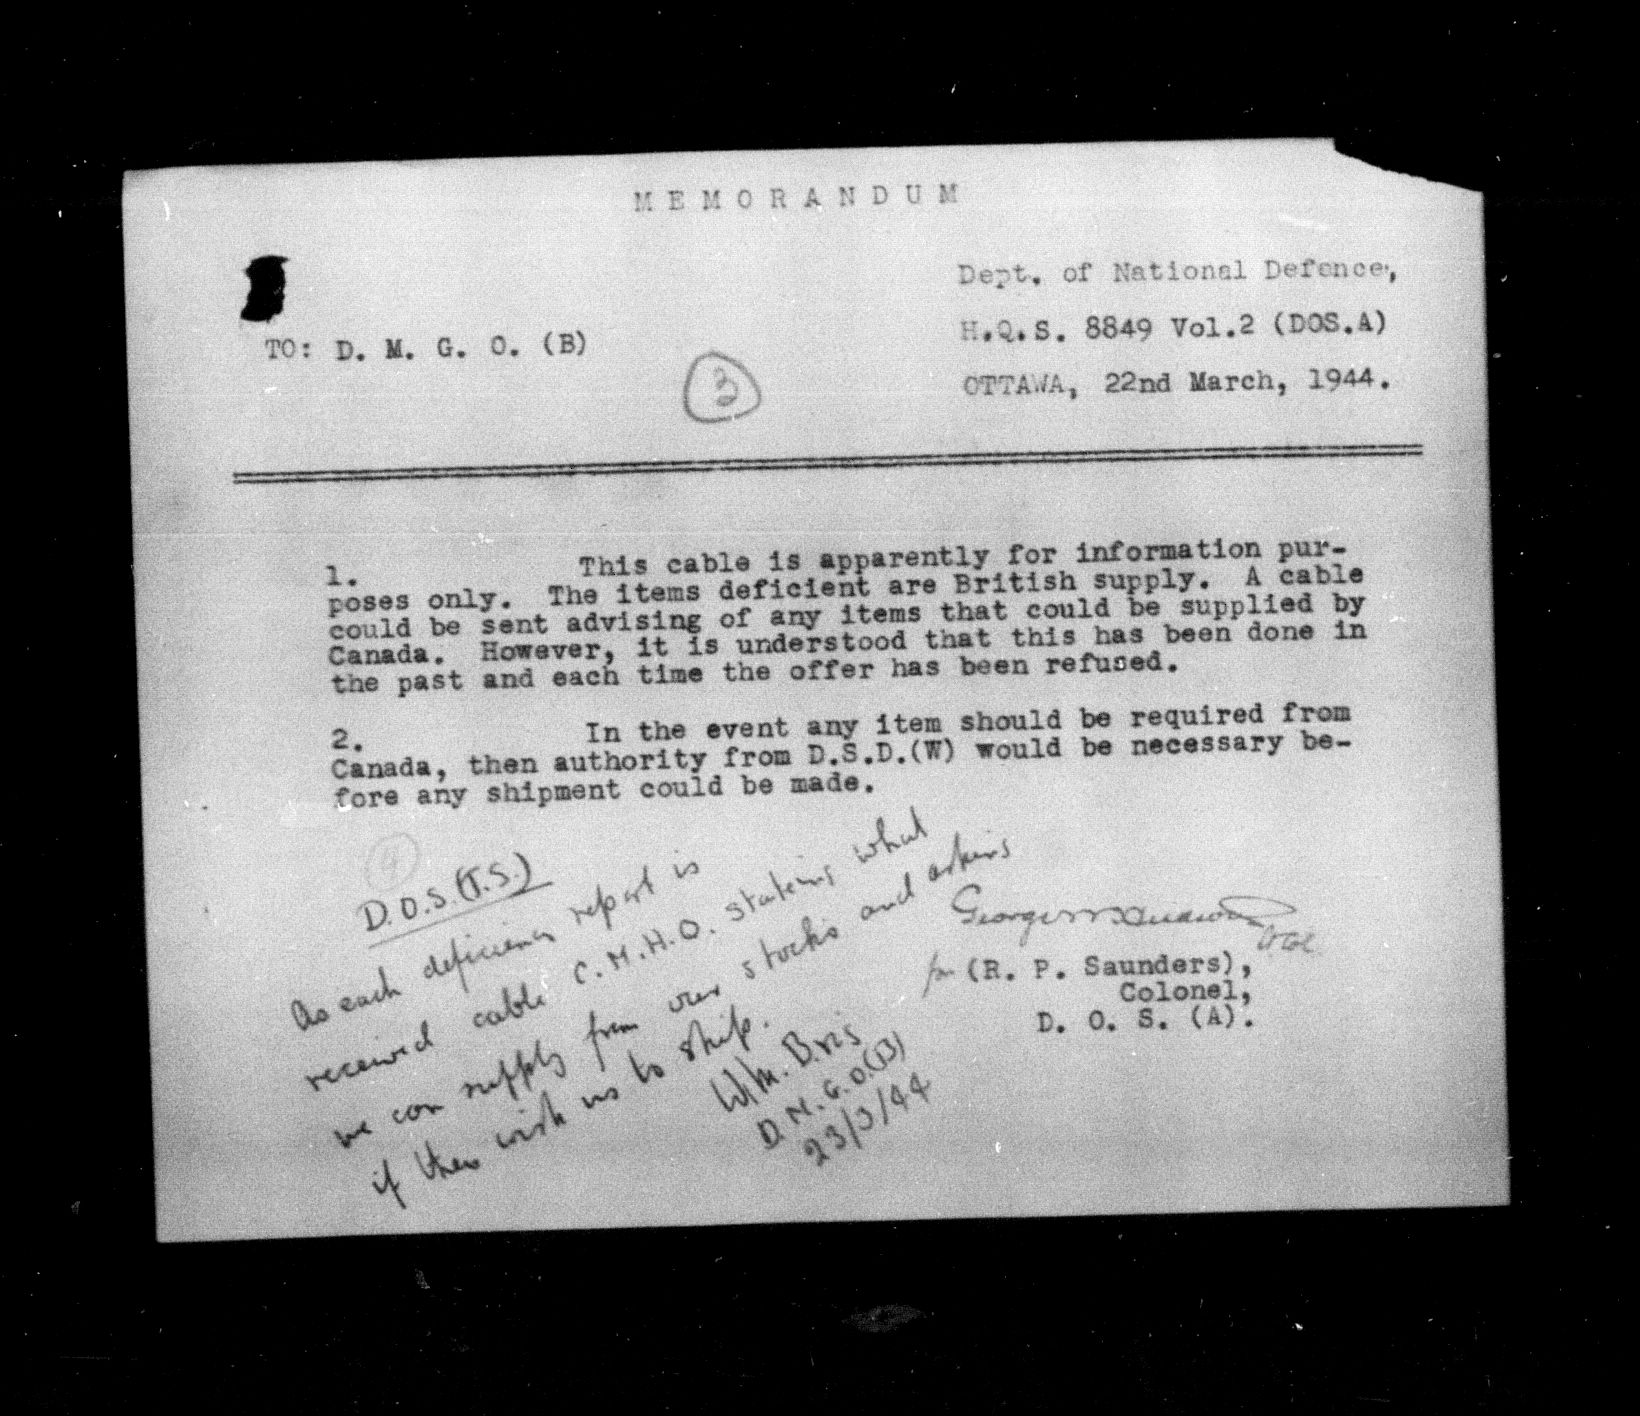 MEMORANDUM
Dept. of National Defence,
H.Q.S. 8849 Vol.2 (DOS.A)
TO: D. M. G. O. (B)
3
OTTAWA, 22nd March, 1944.
1. This cable is apparently for information pur-
poses only. The items deficient are British supply. A cable
could be sent advising of any items that could be supplied by
Canada. However, it is understood that this has been done in
the past and each time the offer has been refused.
2. In the event any item should be required from
Canada, then authority from D.S.D.(W) would be necessary be-
fore any shipment could be made.
4
D.O.S.(T.S.)
As each deficiency report is
received cable C.M.H.Q. stating what
we can supply from our stocks and asking
if they wish us to ship.
Wm.
D.M.G.O.(B)
23/3/44
for (R. P. Saunders),
Colonel,
D. O. S. (A).